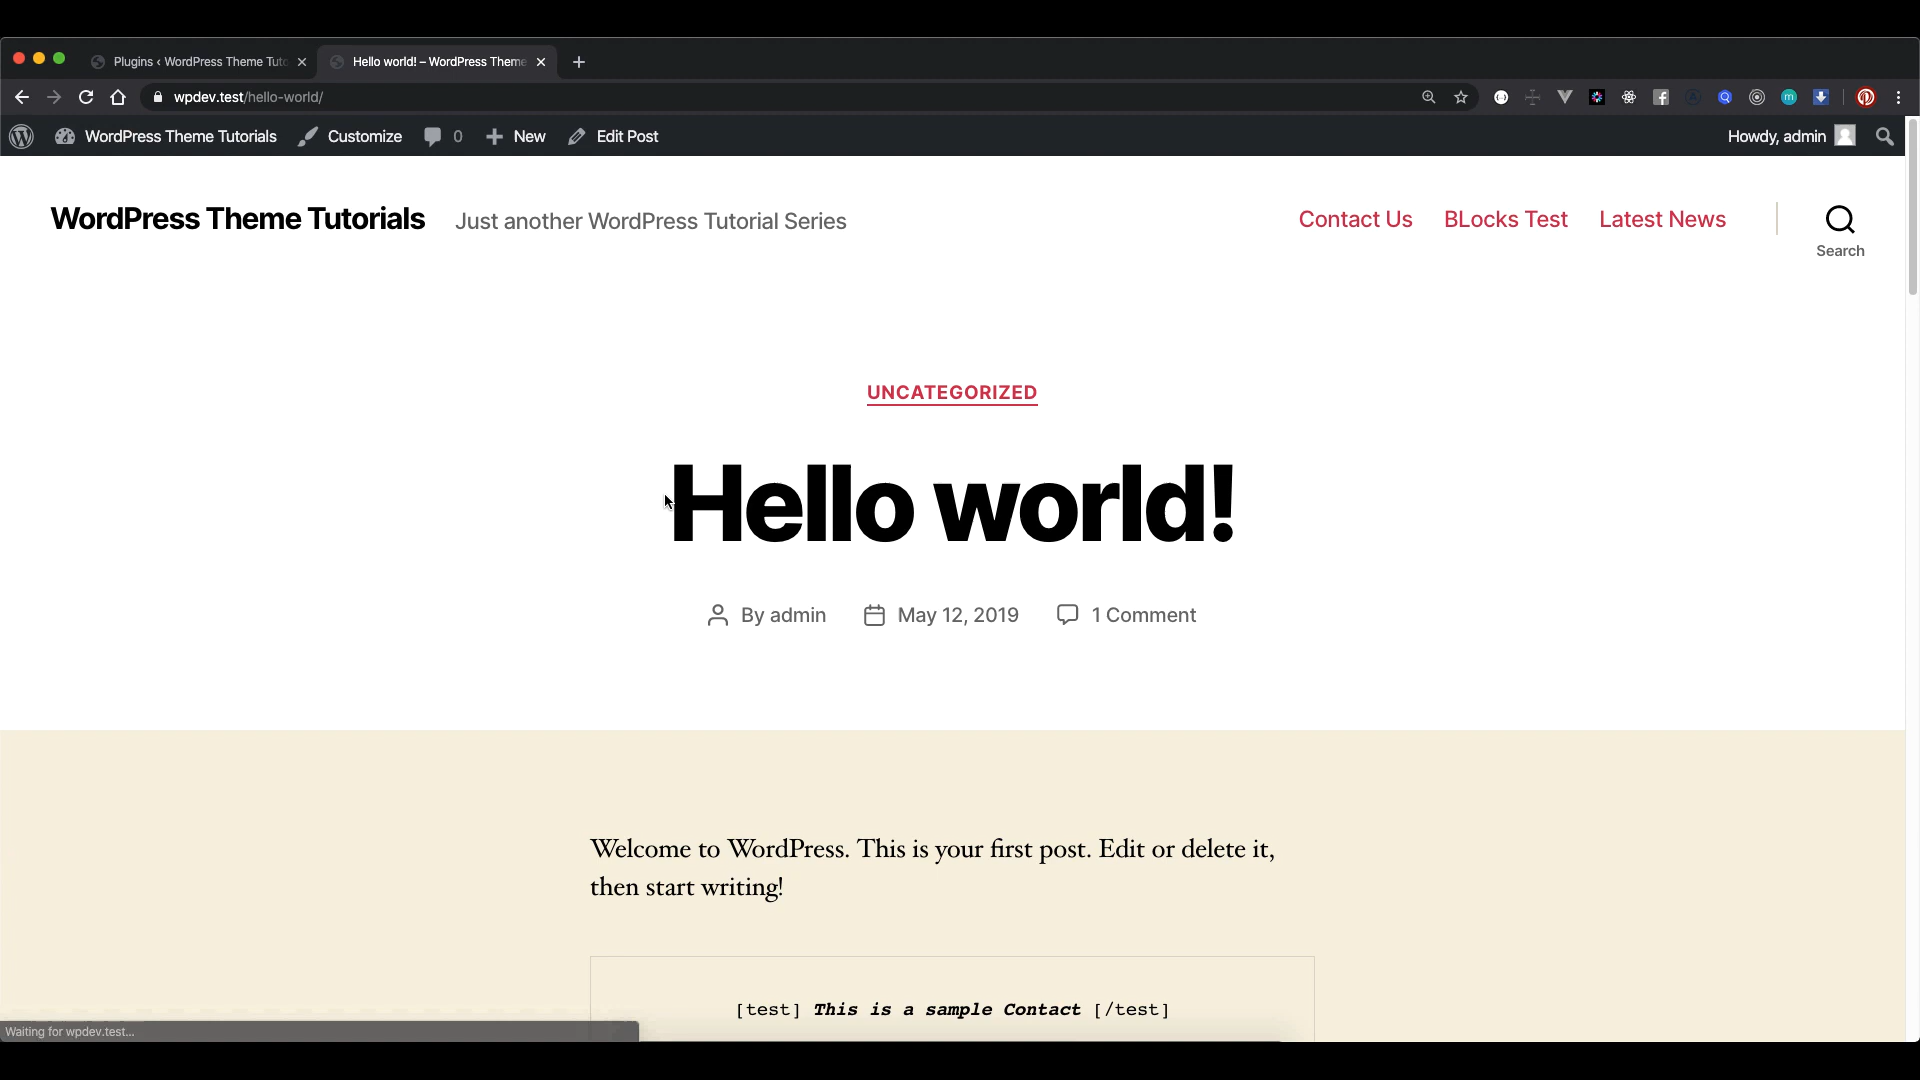 Plugins ‹ WordPress Theme Tuto
Hello world! – WordPress Theme
wpdev.test/hello-world/
WordPress Theme Tutorials
Customize
0
New
Edit Post
Howdy, admin
WordPress Theme Tutorials
Just another WordPress Tutorial Series
Contact Us
BLocks Test
Latest News
Search
UNCATEGORIZED
Hello world!
By admin
May 12, 2019
1 Comment
Welcome to WordPress. This is your first post. Edit or delete it,
then start writing!
[test] This is a sample Contact [/test]
Waiting for wpdev.test...